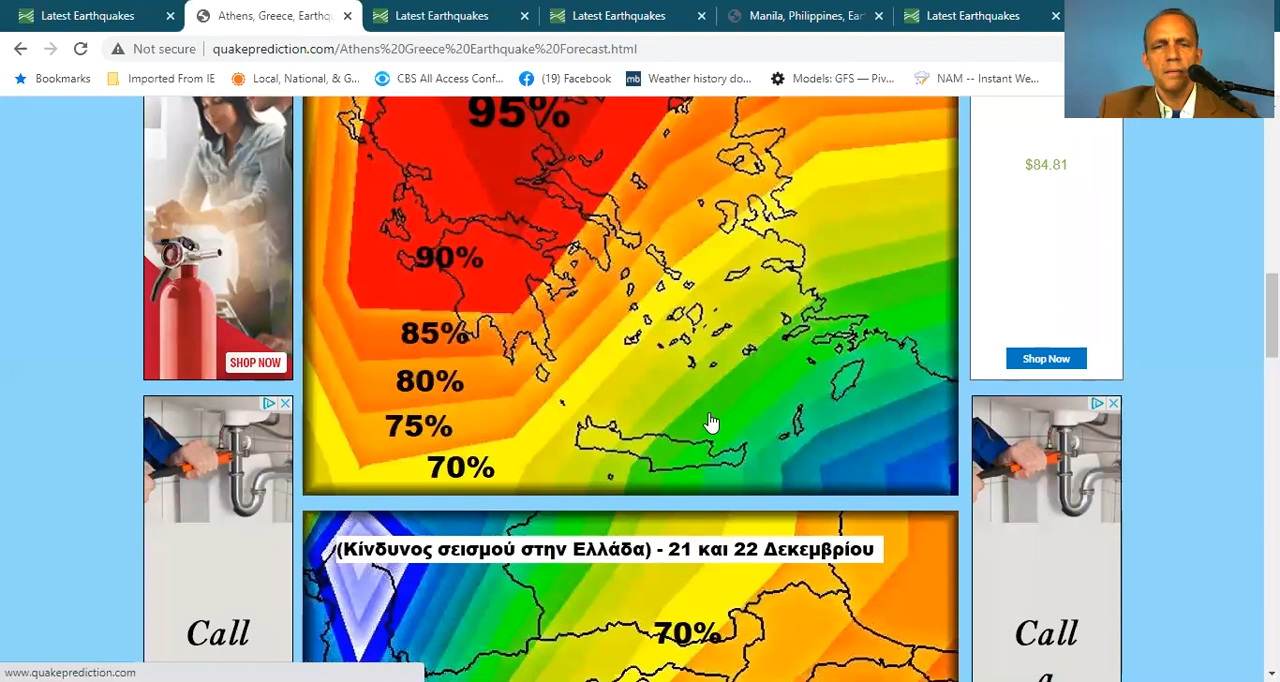 Latest Earthquakes
Athens, Greece, Earthqu
Latest Earthquakes
Latest Earthquakes
Manila, Philippines, Ear
Latest Earthquakes
Not secure
quakeprediction.com/Athens%20Greece%20Earthquake%20Forecast.html
Bookmarks
Imported From IE
Local, National, & G...
CBS All Access Conf...
(19) Facebook
mb
Weather history do...
Models: GFS — Piv...
NAM -- Instant We...
95%
$84.81
90%
85%
Shop Now
SHOP NOW
80%
75%
70%
(Κίνδυνος σεισμού στην Ελλάδα) - 21 και 22 Δεκεμβρίου
70%
Call
Call
www.quakeprediction.com